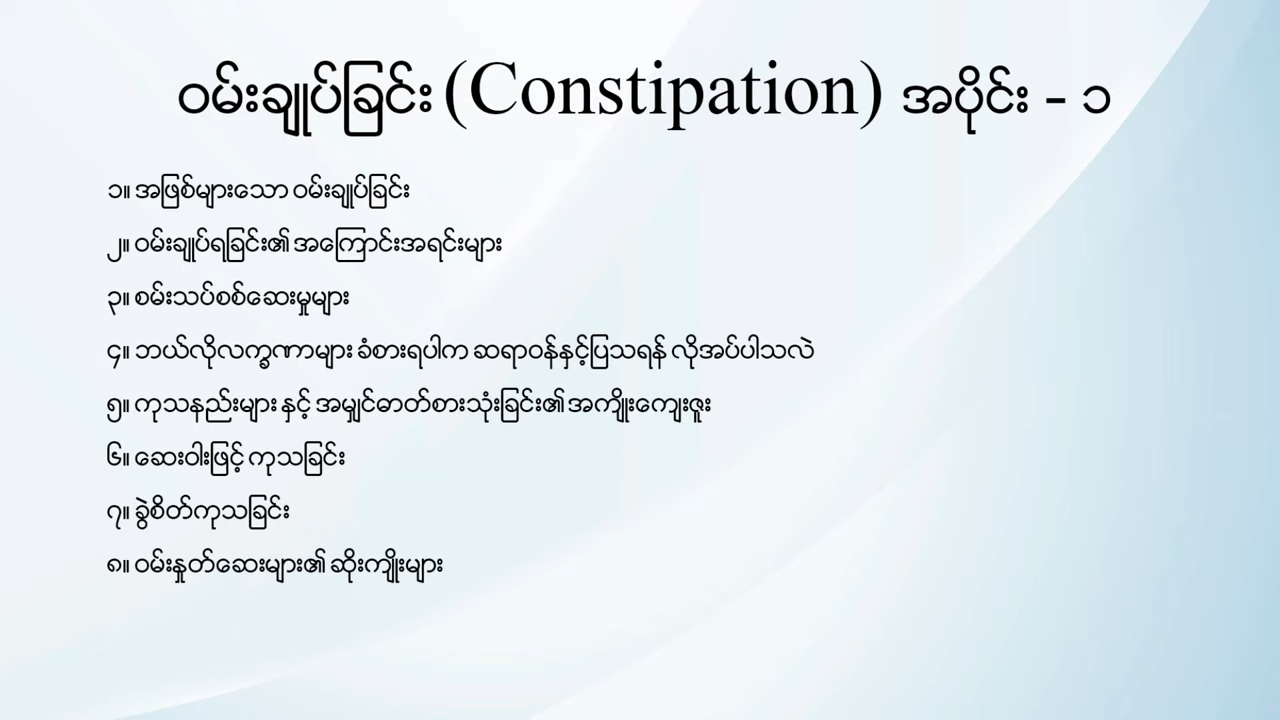 ဝမ်းချုပ်ခြင်း (Constipation) အပိုင်း - ၁
၁။ အဖြစ်များသော ဝမ်းချုပ်ခြင်း
၂။ ဝမ်းချုပ်ရခြင်း၏ အကြောင်းအရင်းများ
၃။ စမ်းသပ်စစ်ဆေးမှုများ
၄။ ဘယ်လိုလက္ခဏာများ ခံစားရပါက ဆရာဝန်နှင့်ပြသရန် လိုအပ်ပါသလဲ
၅။ ကုသနည်းများ နှင့် အမျှင်ဓာတ်စားသုံးခြင်း၏ အကျိုးကျေးဇူး
၆။ ဆေးဝါးဖြင့် ကုသခြင်း
၇။ ခွဲစိတ်ကုသခြင်း
၈။ ဝမ်းနှုတ်ဆေးများ၏ ဆိုးကျိုးများ